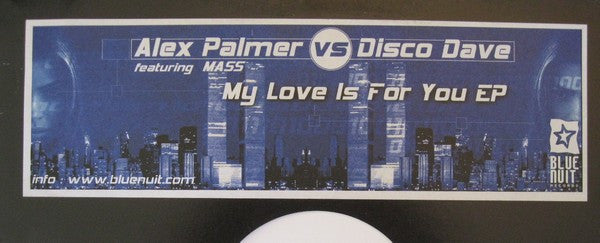 Alex Palmer VS Disco Dave
featuring MASS
My Love Is For You EP
BLUE
NUIT
RECORDS
info : www.bluenuit.com